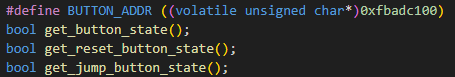 #define BUTTON_ADDR ((volatile unsigned char*)0xfbadc100)
bool get_button_state();
bool get_reset_button_state();
bool get_jump_button_state();